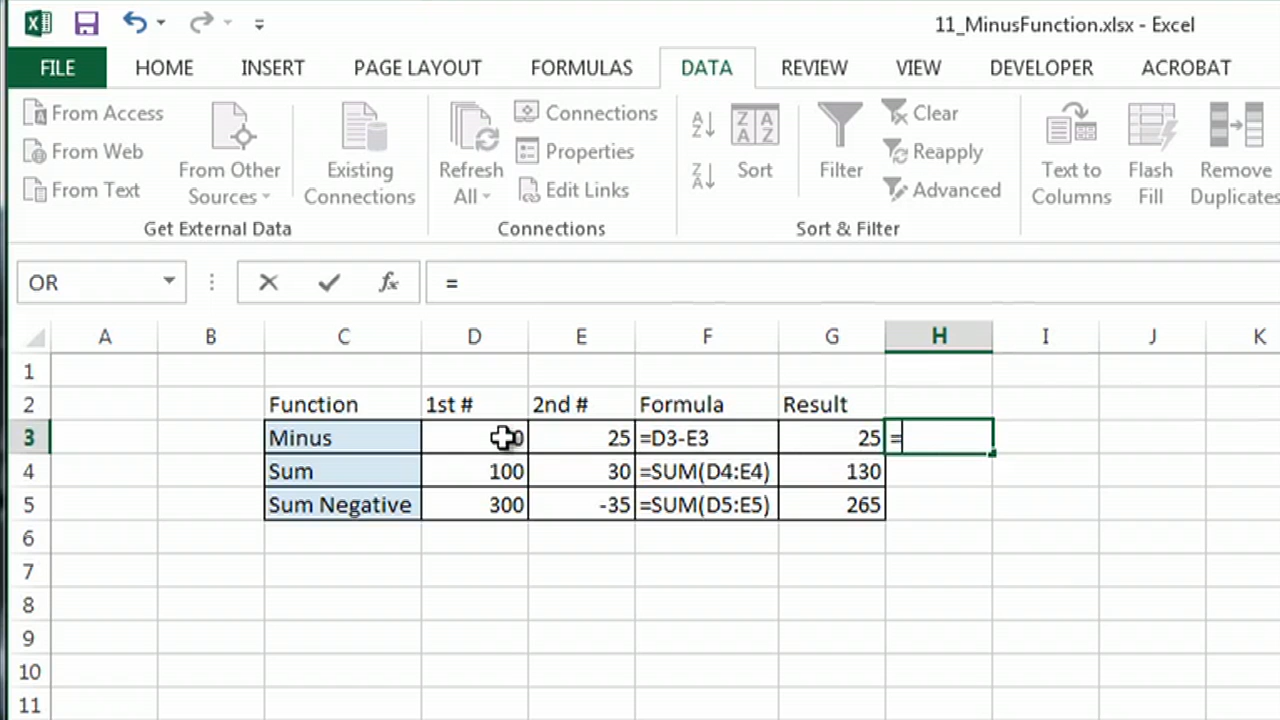 11_MinusFunction.xlsx - Excel
FILE HOME INSERT PAGE LAYOUT FORMULAS DATA REVIEW VIEW DEVELOPER ACROBAT
From Access
From Web
From Text
From Other Sources
Get External Data
Existing Connections
Refresh All
Connections
Properties
Edit Links
Connections
Sort
Filter
Clear
Reapply
Advanced
Sort & Filter
Text to Columns
Flash Fill
Remove Duplicates
OR fx =
A B C D E F G H I J K
1
2 Function 1st # 2nd # Formula Result
3 Minus 25 =D3-E3 25 =
4 Sum 100 30 =SUM(D4:E4) 130
5 Sum Negative 300 -35 =SUM(D5:E5) 265
6
7
8
9
10
11